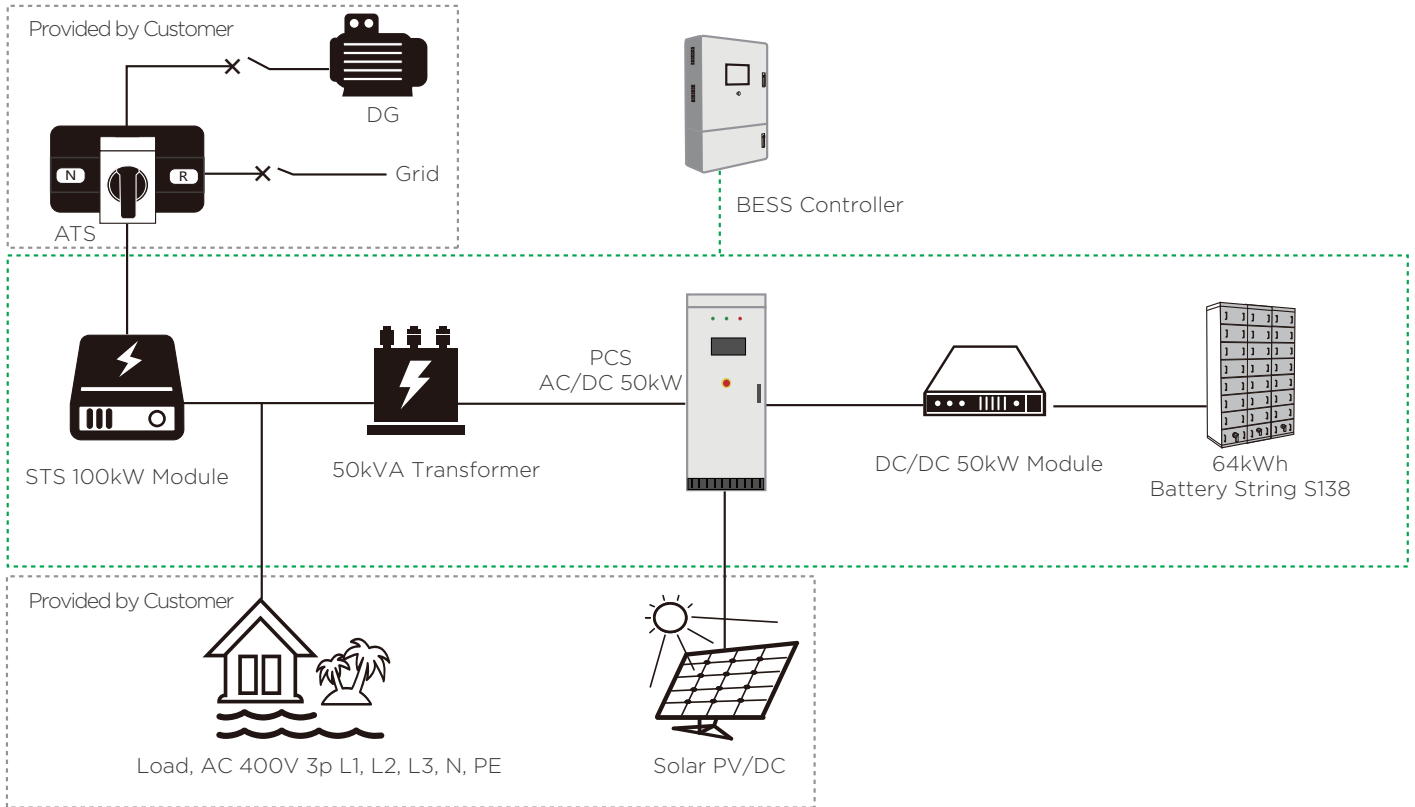 Provided by Customer
DG
N
R
Grid
ATS
BESS Controller
PCS
AC/DC 50kW
STS 100kW Module
50kVA Transformer
DC/DC 50kW Module
64kWh
Battery String S138
Provided by Customer
Load, AC 400V 3p L1, L2, L3, N, PE
Solar PV/DC